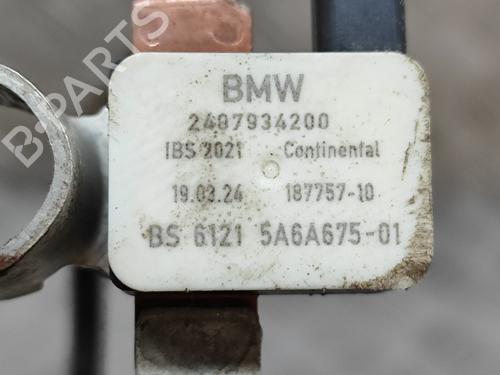 BMW
2407934200
IBS/2021 Continental
19.03.24 187757-10
BS 6121 5A6A675-01
B-PARTS